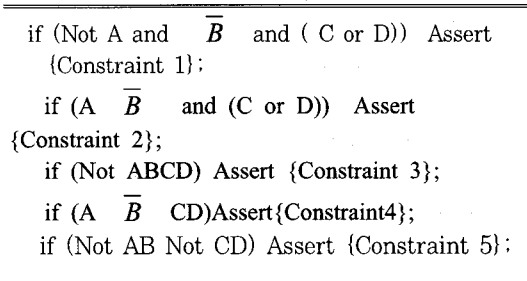 if (Not A and B̅ and ( C or D)) Assert
{Constraint 1};
if (A B̅ and (C or D)) Assert
{Constraint 2};
if (Not ABCD) Assert {Constraint 3};
if (A B̅ CD)Assert{Constraint4};
if (Not AB Not CD) Assert {Constraint 5};